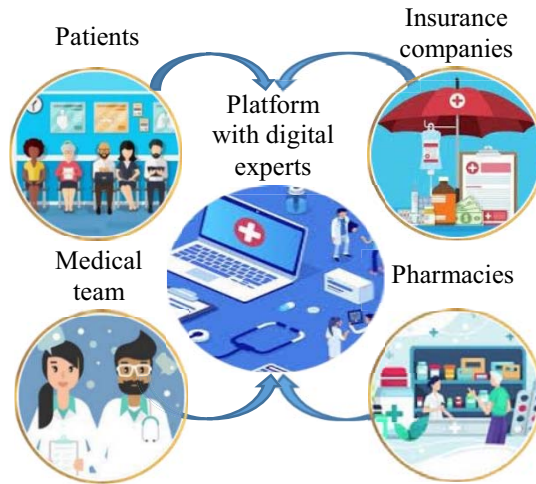 Patients
Insurance
companies
Platform
with digital
experts
Medical
team
Pharmacies